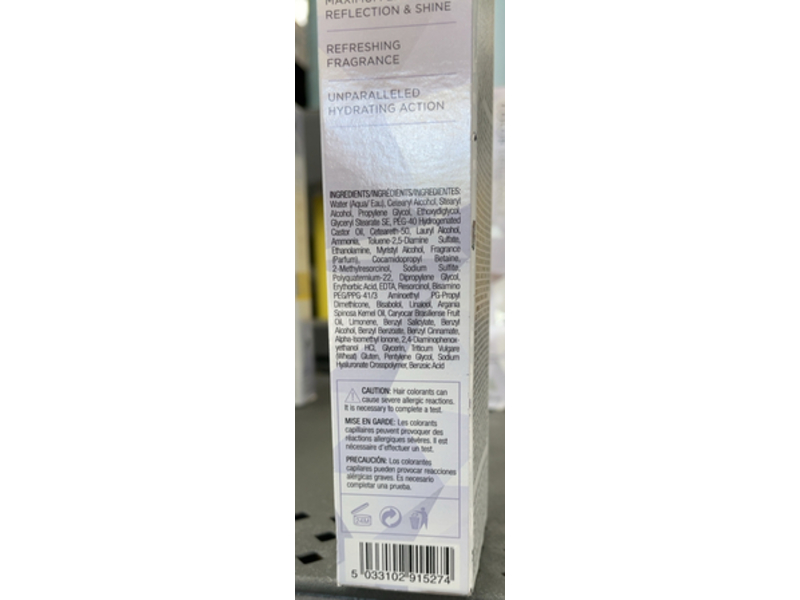 REFLECTION & SHINE
REFRESHING
FRAGRANCE
UNPARALLELED
HYDRATING ACTION
INGREDIENTS/INGRÉDIENTS/INGREDIENTES:
Water (Aqua/ Eau), Cetearyl Alcohol, Stearyl
Alcohol, Propylene Glycol, Ethoxydiglycol,
Glyceryl Stearate SE, PEG-40 Hydrogenated
Castor Oil, Ceteareth-50, Lauryl Alcohol,
Ammonia, Toluene-2,5-Diamine Sulfate,
Ethanolamine, Myristyl Alcohol, Fragrance
(Parfum), Cocamidopropyl Betaine,
2-Methylresorcinol, Sodium Sulfite,
Polyquaternium-22, Dipropylene Glycol,
Erythorbic Acid, EDTA, Resorcinol, Bisamino
PEG/PPG-41/3 Aminoethyl PG-Propyl
Dimethicone, Bisabolol, Linalool, Argania
Spinosa Kernel Oil, Caryocar Brasiliense Fruit
Oil, Limonene, Benzyl Salicylate, Benzyl
Alcohol, Benzyl Benzoate, Benzyl Cinnamate,
Alpha-Isomethyl Ionone, 2,4-Diaminophenox-
yethanol HCl, Glycerin, Triticum Vulgare
(Wheat) Gluten, Pentylene Glycol, Sodium
Hyaluronate Crosspolymer, Benzoic Acid
CAUTION: Hair colorants can
cause severe allergic reactions.
It is necessary to complete a test.
MISE EN GARDE: Les colorants
capillaires peuvent provoquer des
réactions allergiques sévères. Il est
nécessaire d'effectuer un test.
PRECAUCIÓN: Los colorantes
capilares pueden provocar reacciones
alérgicas graves. Es necesario
completar una prueba.
5 033102 915274